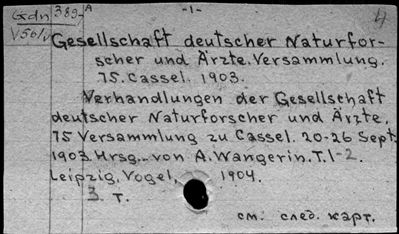 Gdn 389, A -1- 4
V56/v
Gesellschaft deutscher Naturfor-
scher und Ärzte. Versammlung.
75. Cassel. 1903.
Verhandlungen der Gesellschaft
deutscher Naturforscher und Ärzte.
75 Versammlung zu Cassel. 20-26 Sept.
1903. Hrsg... von A. Wangerin. T. 1-2.
Leipzig, Vogel, 1904.
3. T.
см. след. карт.